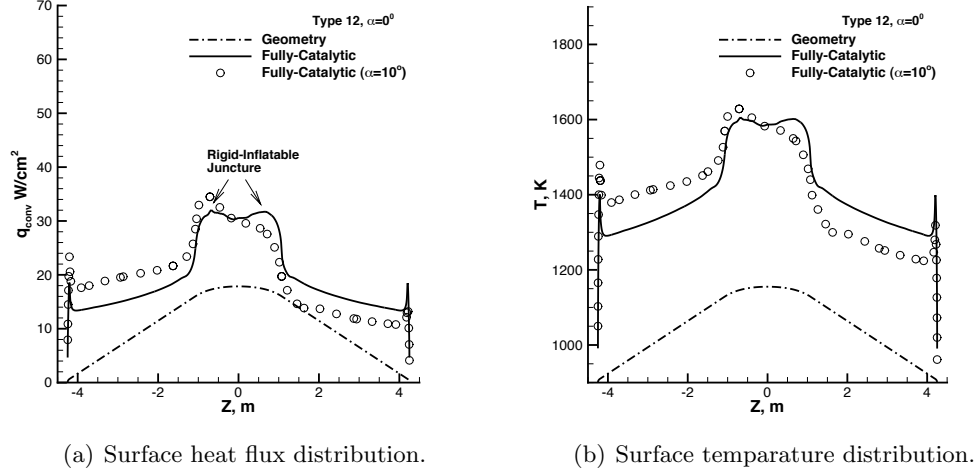 Type 12, α=0⁰
Geometry
Fully-Catalytic
Fully-Catalytic (α=10°)
Rigid-Inflatable
Juncture
q_conv W/cm²
70
60
50
40
30
20
10
0
-4 -2 0 2 4
Z, m
(a) Surface heat flux distribution.
Type 12, α=0⁰
Geometry
Fully-Catalytic
Fully-Catalytic (α=10°)
T, K
1800
1600
1400
1200
1000
-4 -2 0 2 4
Z, m
(b) Surface temparature distribution.